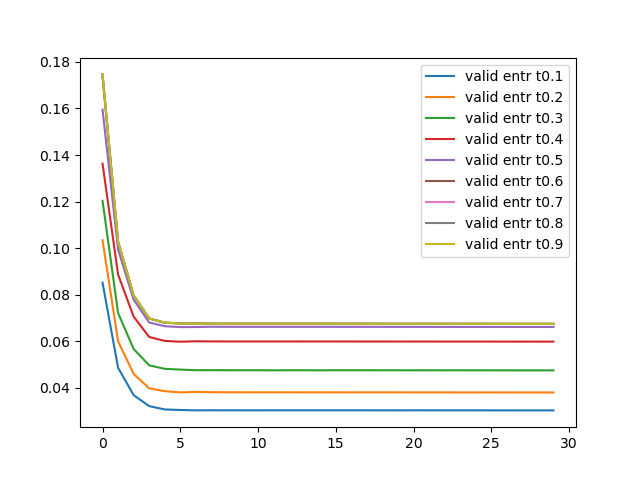 0.18
0.16
0.14
0.12
0.10
0.08
0.06
0.04
0 5 10 15 20 25 30
valid entr t0.1
valid entr t0.2
valid entr t0.3
valid entr t0.4
valid entr t0.5
valid entr t0.6
valid entr t0.7
valid entr t0.8
valid entr t0.9